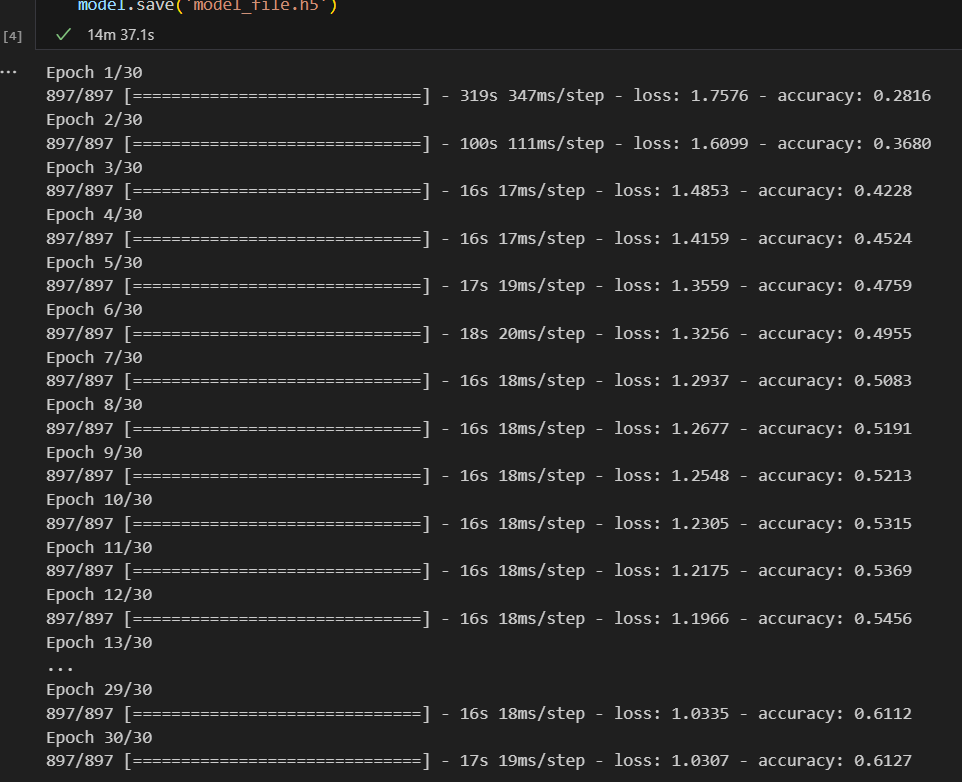 model.save('model_file.h5')
[4]
14m 37.1s
...
Epoch 1/30
897/897 [==============================] - 319s 347ms/step - loss: 1.7576 - accuracy: 0.2816
Epoch 2/30
897/897 [==============================] - 100s 111ms/step - loss: 1.6099 - accuracy: 0.3680
Epoch 3/30
897/897 [==============================] - 16s 17ms/step - loss: 1.4853 - accuracy: 0.4228
Epoch 4/30
897/897 [==============================] - 16s 17ms/step - loss: 1.4159 - accuracy: 0.4524
Epoch 5/30
897/897 [==============================] - 17s 19ms/step - loss: 1.3559 - accuracy: 0.4759
Epoch 6/30
897/897 [==============================] - 18s 20ms/step - loss: 1.3256 - accuracy: 0.4955
Epoch 7/30
897/897 [==============================] - 16s 18ms/step - loss: 1.2937 - accuracy: 0.5083
Epoch 8/30
897/897 [==============================] - 16s 18ms/step - loss: 1.2677 - accuracy: 0.5191
Epoch 9/30
897/897 [==============================] - 16s 18ms/step - loss: 1.2548 - accuracy: 0.5213
Epoch 10/30
897/897 [==============================] - 16s 18ms/step - loss: 1.2305 - accuracy: 0.5315
Epoch 11/30
897/897 [==============================] - 16s 18ms/step - loss: 1.2175 - accuracy: 0.5369
Epoch 12/30
897/897 [==============================] - 16s 18ms/step - loss: 1.1966 - accuracy: 0.5456
Epoch 13/30
...
Epoch 29/30
897/897 [==============================] - 16s 18ms/step - loss: 1.0335 - accuracy: 0.6112
Epoch 30/30
897/897 [==============================] - 17s 19ms/step - loss: 1.0307 - accuracy: 0.6127